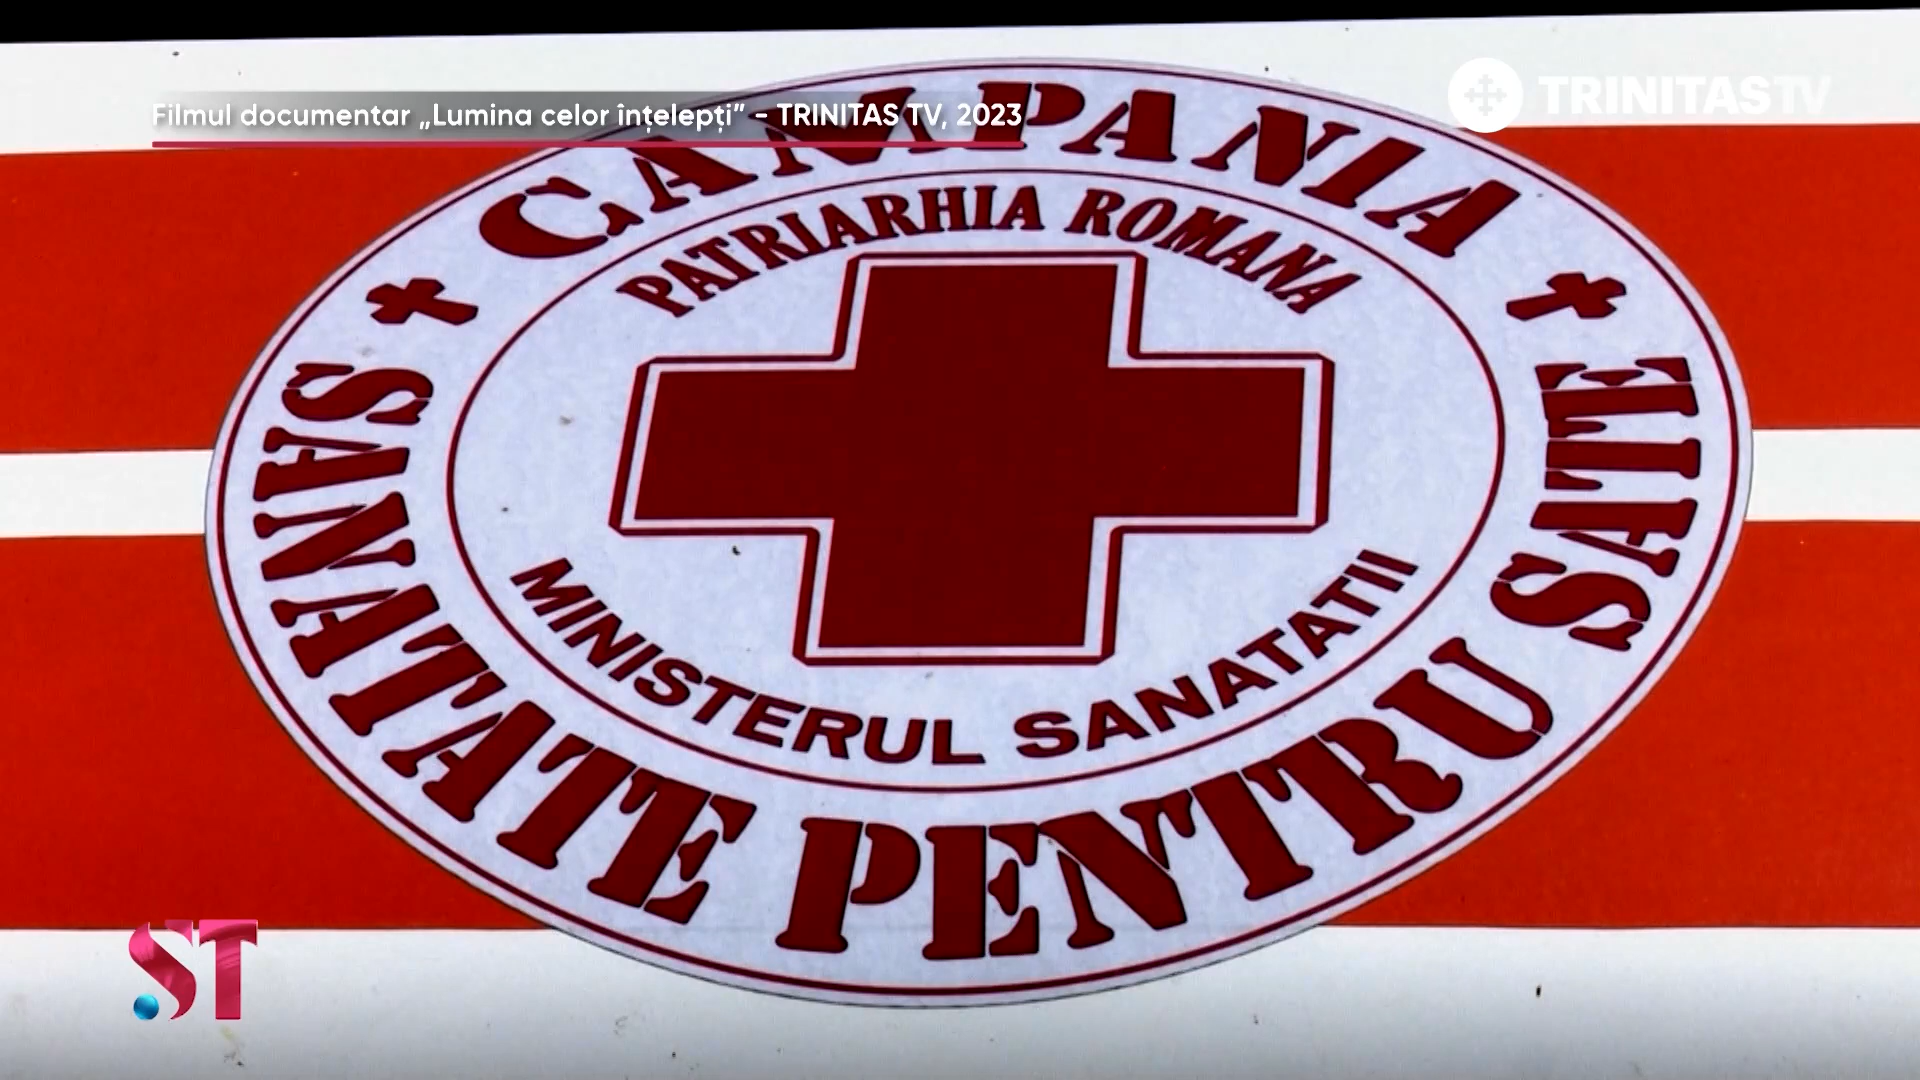 Filmul documentar „Lumina celor înțelepți” - TRINITAS TV, 2023
TRINITAS TV
CAMPANIA
PATRIARHIA ROMANA
MINISTERUL SANATATII
SANATATE PENTRU SATE
ST